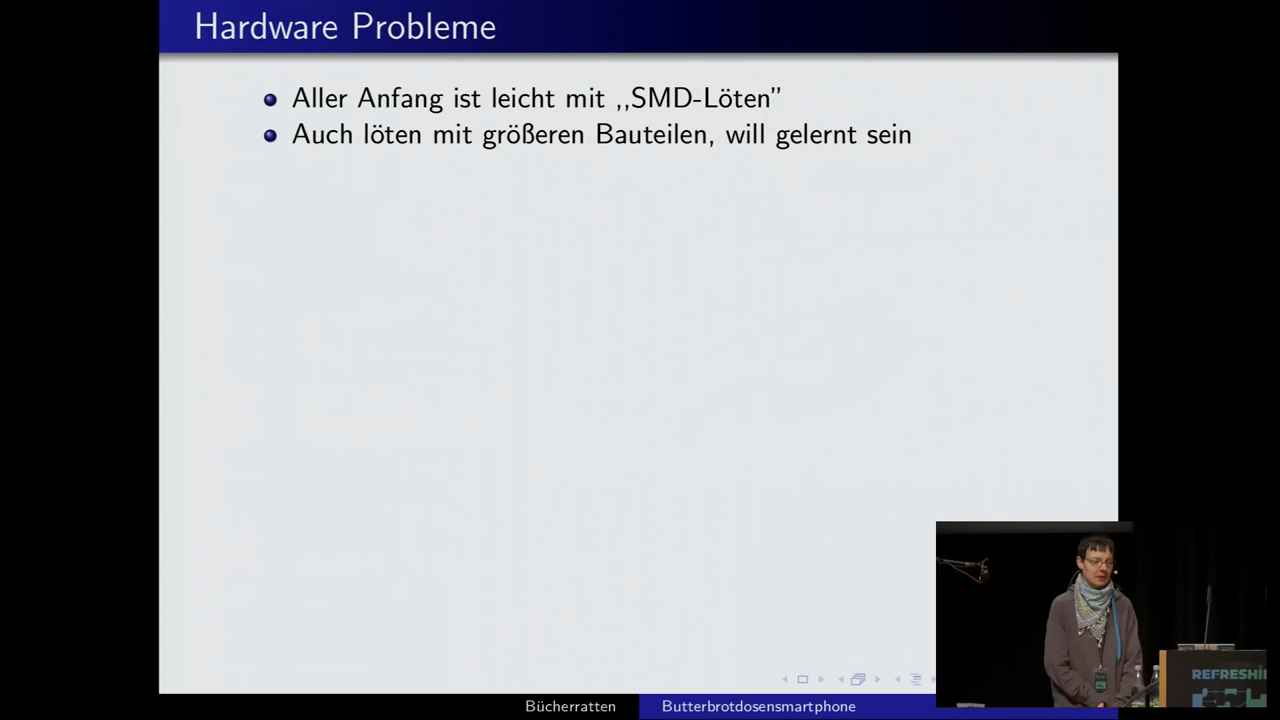 Hardware Probleme
Aller Anfang ist leicht mit ,,SMD-Löten”
Auch löten mit größeren Bauteilen, will gelernt sein
Bücherratten
Butterbrotdosensmartphone